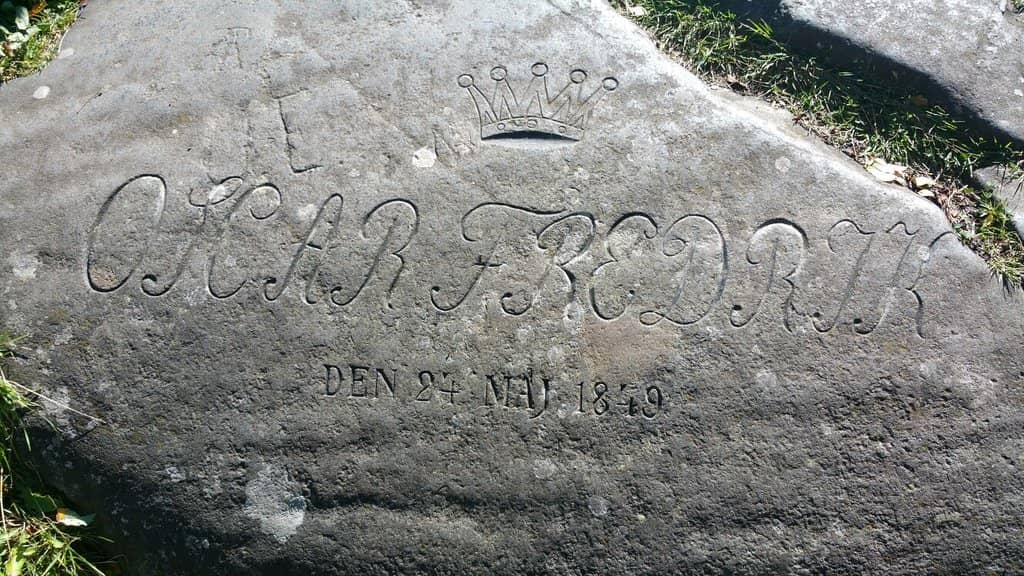 OSCAR FREDRIK
DEN 24 MAJ 1849